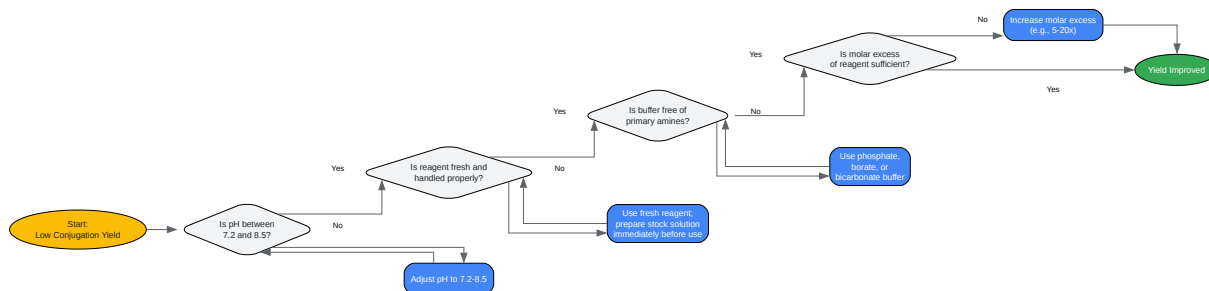 Start:
Low Conjugation Yield
Is pH between
7.2 and 8.5?
Yes
No
Adjust pH to 7.2-8.5
Is reagent fresh and
handled properly?
Yes
No
Use fresh reagent;
prepare stock solution
immediately before use
Is buffer free of
primary amines?
Yes
No
Use phosphate,
borate, or
bicarbonate buffer
Is molar excess
of reagent sufficient?
No
Yes
Increase molar excess
(e.g., 5-20x)
Yield Improved